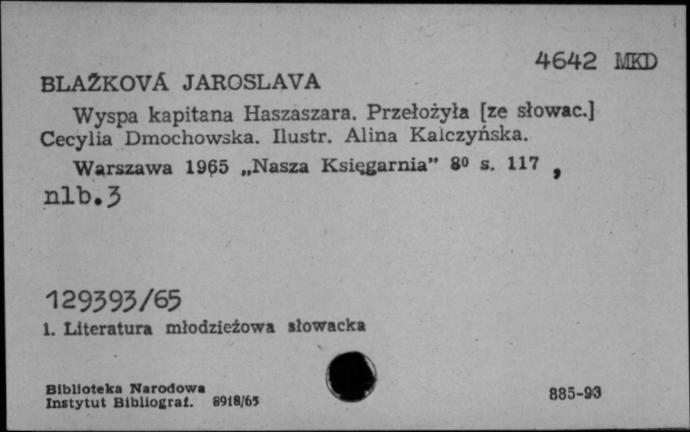 4642 MKD
BLAŽKOVÁ JAROSLAVA
Wyspa kapitana Haszaszara. Przełożyła [ze słowac.]
Cecylia Dmochowska. Ilustr. Alina Kalczyńska.
Warszawa 1965 „Nasza Księgarnia” 8⁰ s. 117 ,
nlb.3
129393/65
1. Literatura młodzieżowa słowacka
Biblioteka Narodowa
Instytut Bibliograf. 8918/65
885-93